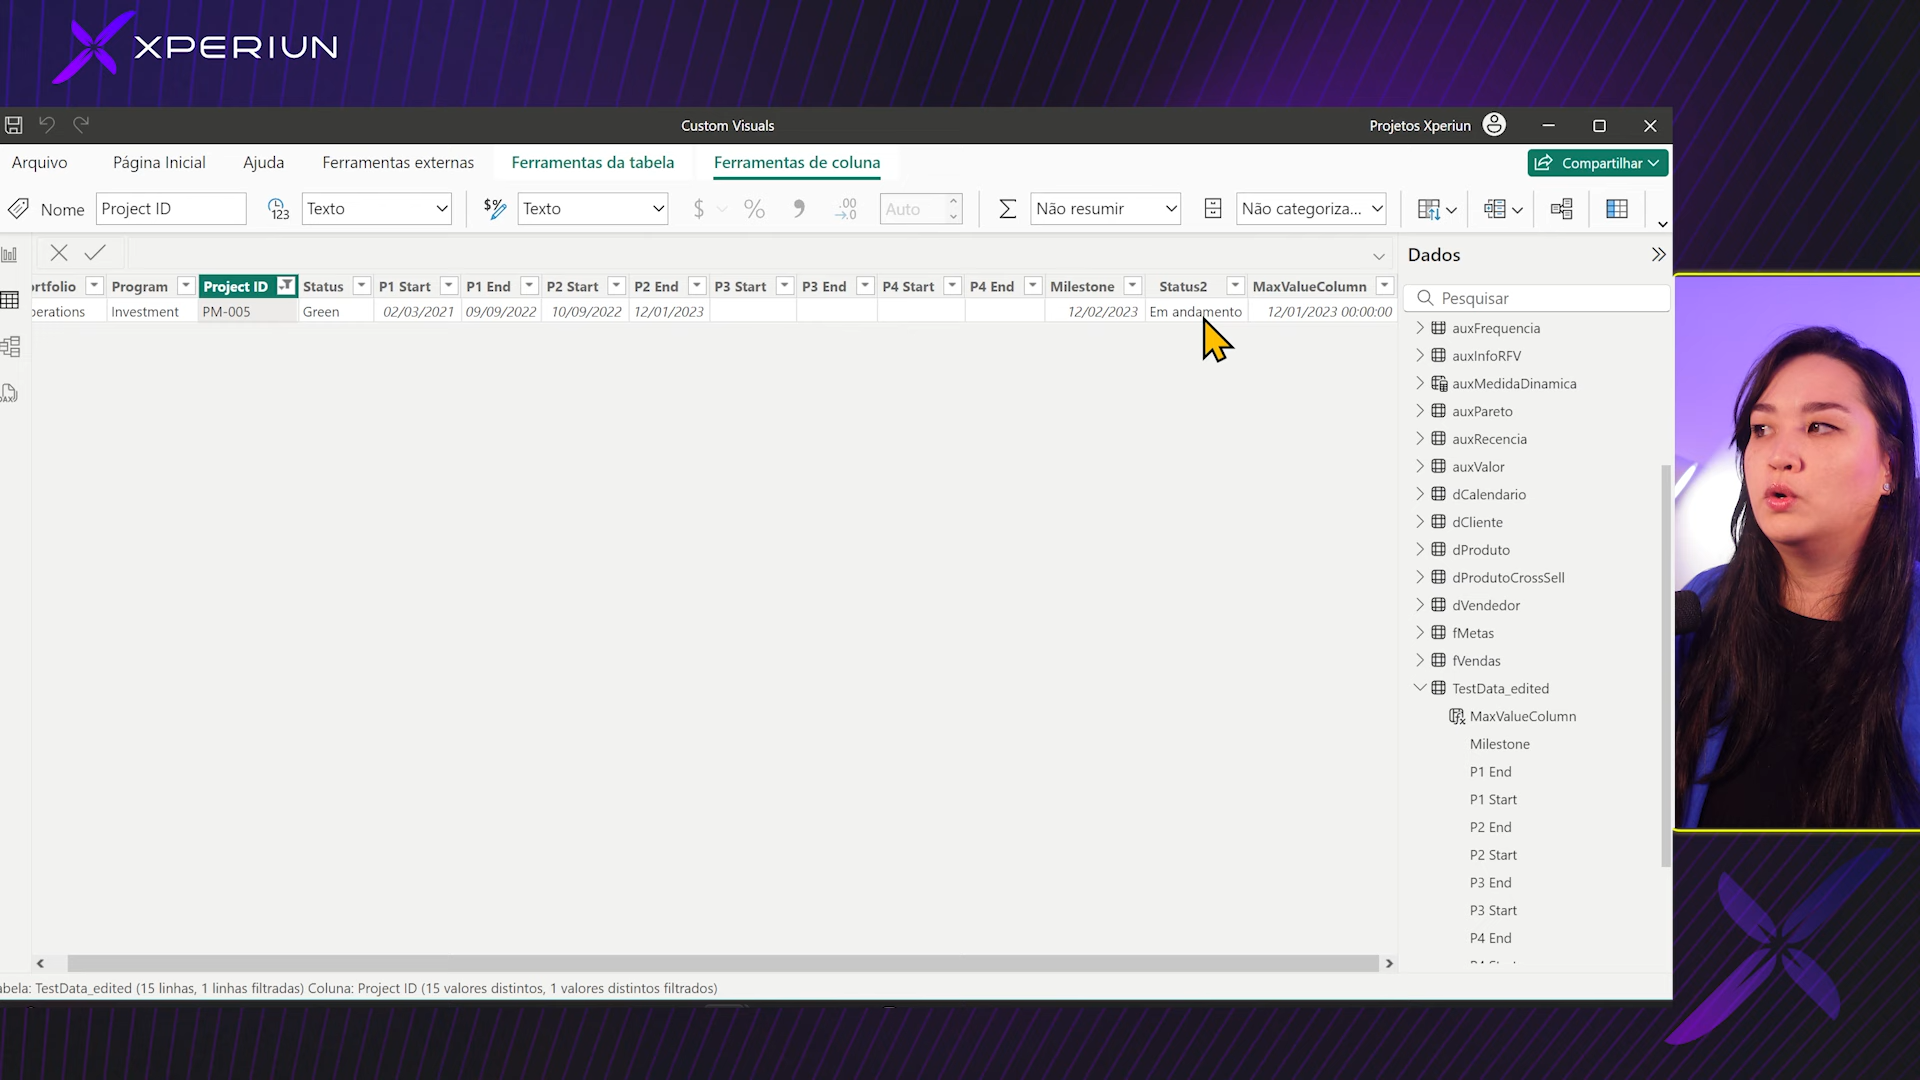 XPERIUN
Custom Visuals
Projetos Xperiun
Arquivo Página Inicial Ajuda Ferramentas externas Ferramentas da tabela Ferramentas de coluna
Compartilhar
Nome Project ID 123 Texto $ Texto $ % .00 →.0 Auto Não resumir Não categoriza...
Dados
Pesquisar
ortfolio Program Project ID Status P1 Start P1 End P2 Start P2 End P3 Start P3 End P4 Start P4 End Milestone Status2 MaxValueColumn
perations Investment PM-005 Green 02/03/2021 09/09/2022 10/09/2022 12/01/2023 12/02/2023 Em andamento 12/01/2023 00:00:00
auxFrequencia
auxInfoRFV
auxMedidaDinamica
auxPareto
auxRecencia
auxValor
dCalendario
dCliente
dProduto
dProdutoCrossSell
dVendedor
fMetas
fVendas
TestData_edited
MaxValueColumn
Milestone
P1 End
P1 Start
P2 End
P2 Start
P3 End
P3 Start
P4 End
abela: TestData_edited (15 linhas, 1 linhas filtradas) Coluna: Project ID (15 valores distintos, 1 valores distintos filtrados)